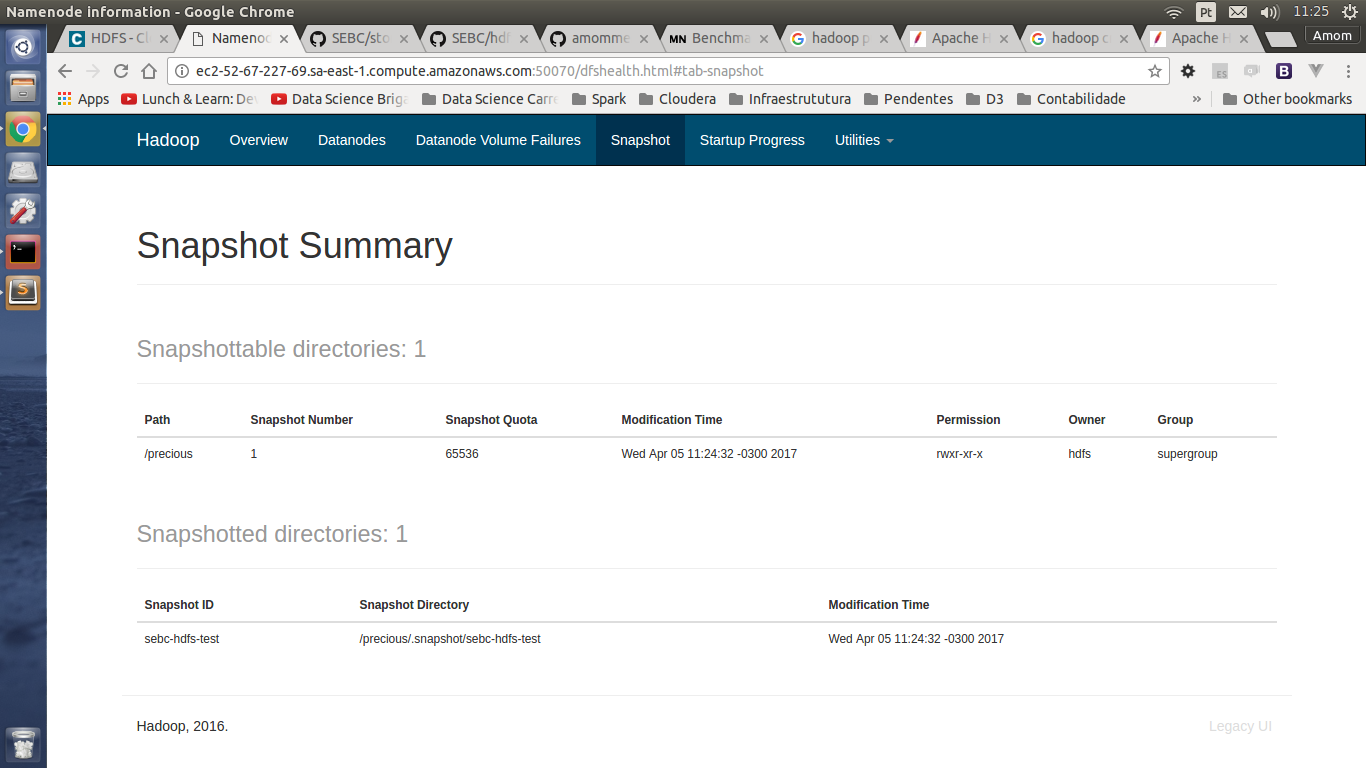 Namenode information - Google Chrome
Pt
11:25
HDFS - Cl
Nameno
SEBC/sto
SEBC/hdf
amomme
MN Benchma
hadoop p
Apache H
hadoop c
Apache H
Amom
ec2-52-67-227-69.sa-east-1.compute.amazonaws.com:50070/dfshealth.html#tab-snapshot
ES
B
Apps
Lunch & Learn: De
Data Science Briga
Data Science Carre
Spark
Cloudera
Infraestrututura
Pendentes
D3
Contabilidade
»
Other bookmarks
Hadoop
Overview
Datanodes
Datanode Volume Failures
Snapshot
Startup Progress
Utilities
Snapshot Summary
Snapshottable directories: 1
Path Snapshot Number Snapshot Quota Modification Time Permission Owner Group
/precious 1 65536 Wed Apr 05 11:24:32 -0300 2017 rwxr-xr-x hdfs supergroup
Snapshotted directories: 1
Snapshot ID Snapshot Directory Modification Time
sebc-hdfs-test /precious/.snapshot/sebc-hdfs-test Wed Apr 05 11:24:32 -0300 2017
Hadoop, 2016.
Legacy UI